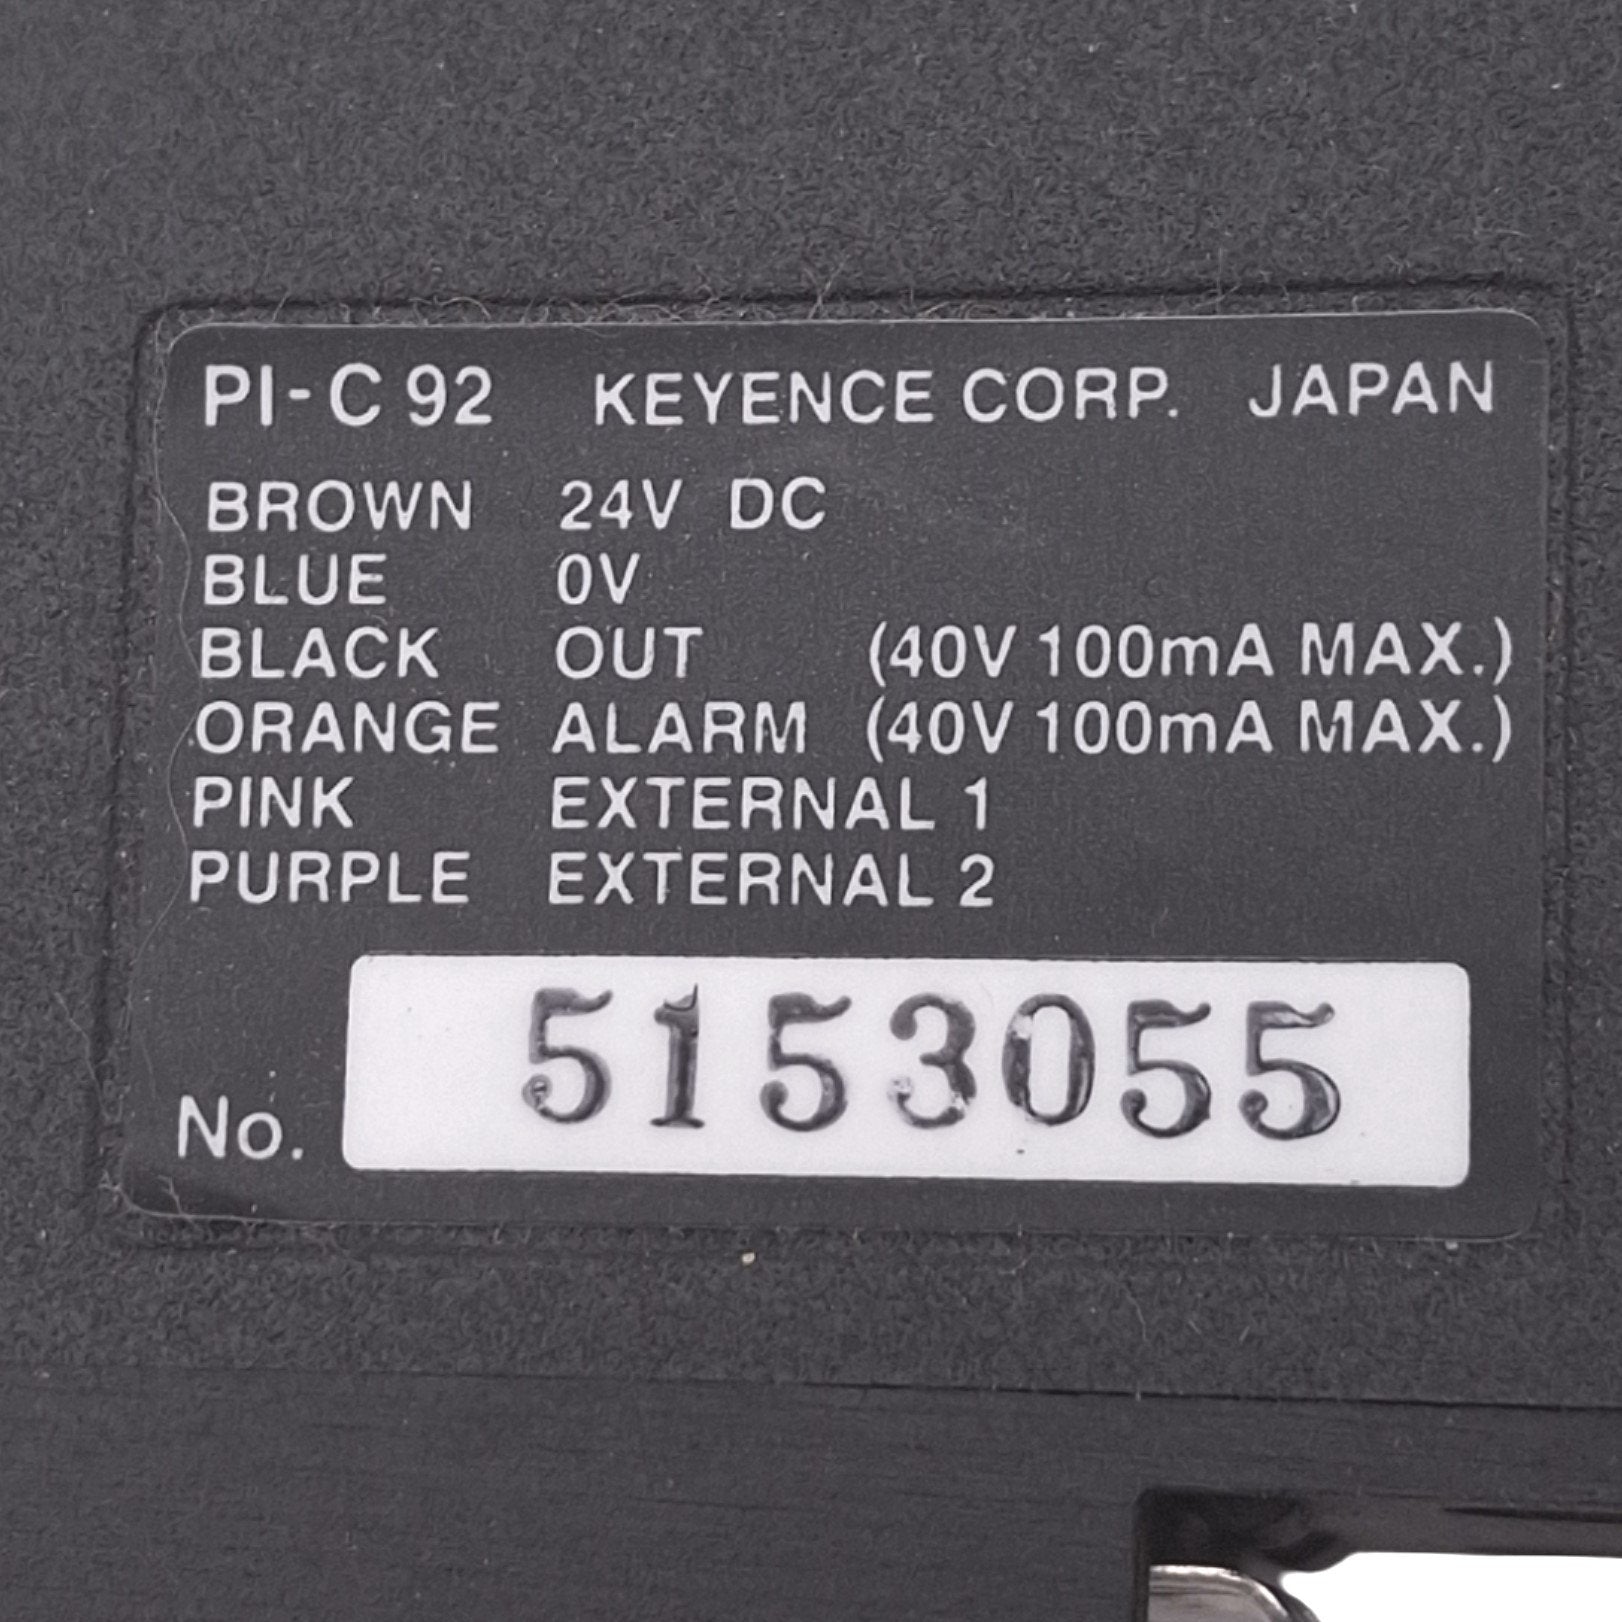 PI-C 92 KEYENCE CORP. JAPAN
BROWN 24V DC
BLUE 0V
BLACK OUT (40V 100mA MAX.)
ORANGE ALARM (40V 100mA MAX.)
PINK EXTERNAL 1
PURPLE EXTERNAL 2
No. 5153055